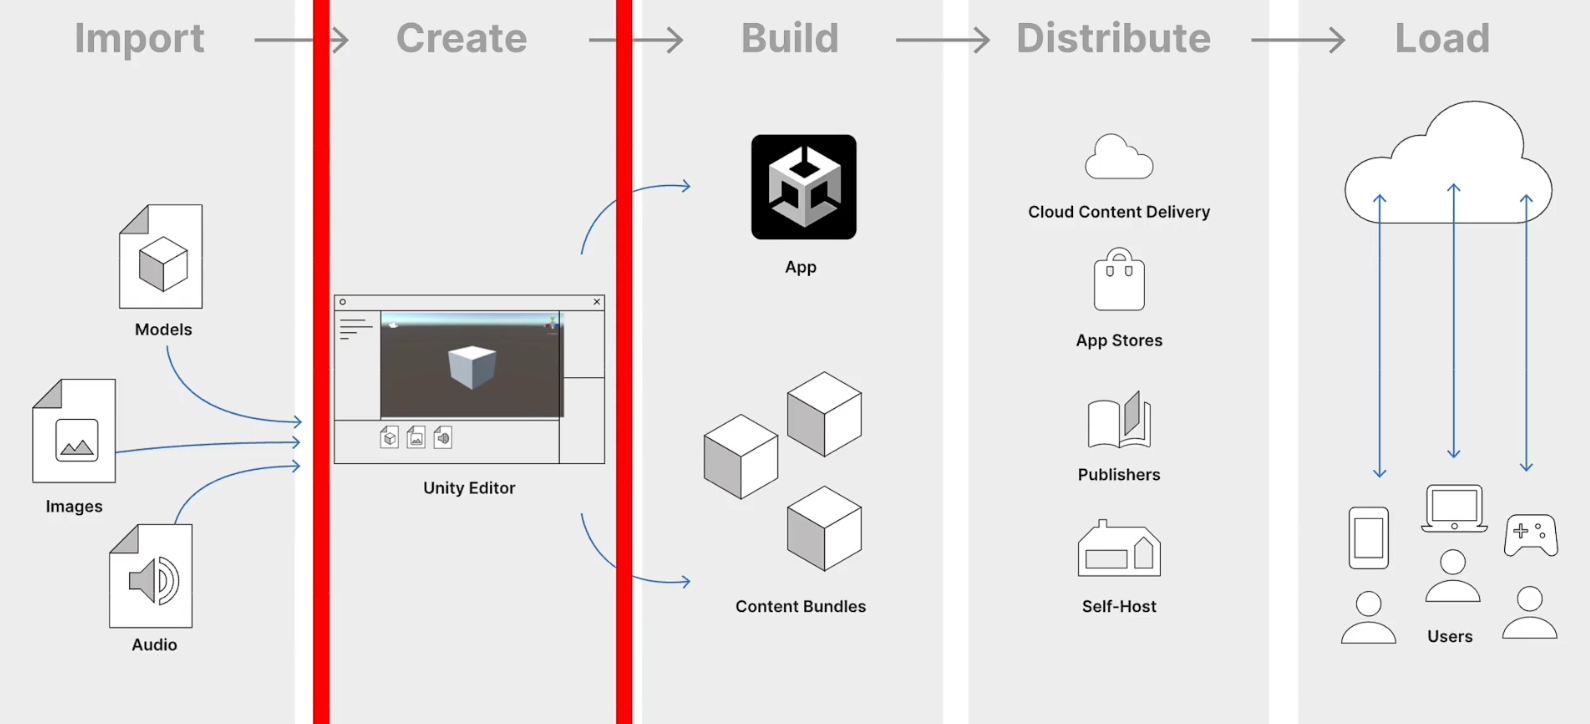 Import
Create
Build
Distribute
Load
Models
Images
Audio
Unity Editor
App
Content Bundles
Cloud Content Delivery
App Stores
Publishers
Self-Host
Users